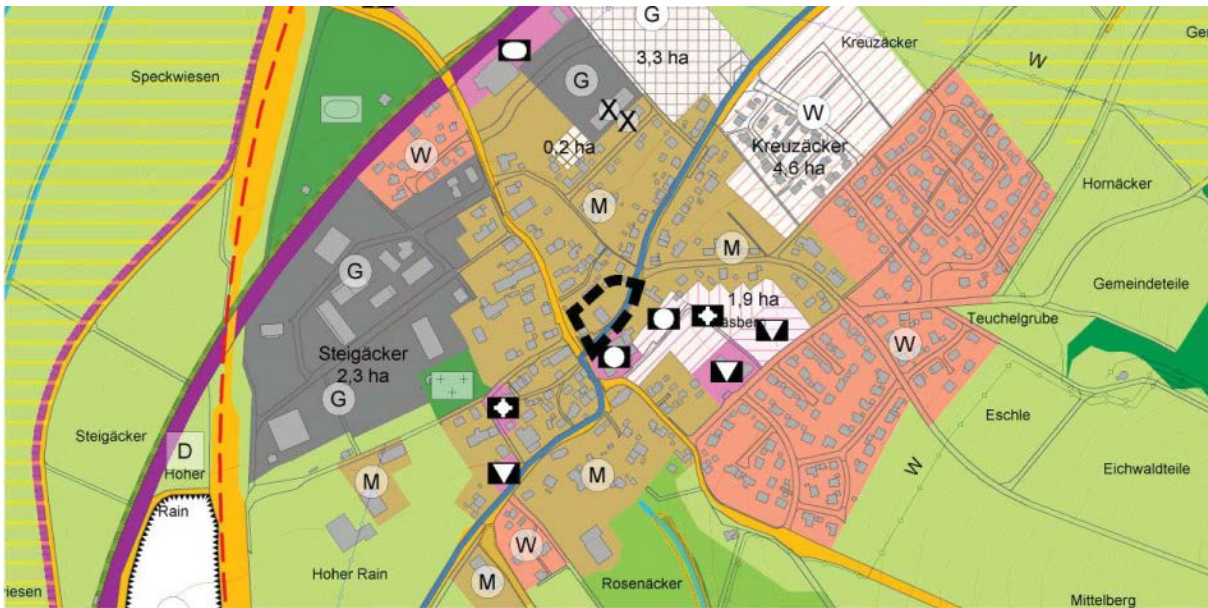 G
Kreuzäcker
W
Speckwiesen
3,3 ha
G
X
X
W
W
0,2 ha
Kreuzäcker
4,6 ha
Hornäcker
M
M
G
Gemeindeteile
1,9 ha
Teuchelgrube
W
Steigäcker
2,3 ha
G
Eschle
Steigäcker
D
Hoher
Rain
M
M
W
Eichwaldteile
W
Hoher Rain
M
Rosenäcker
Mittelberg